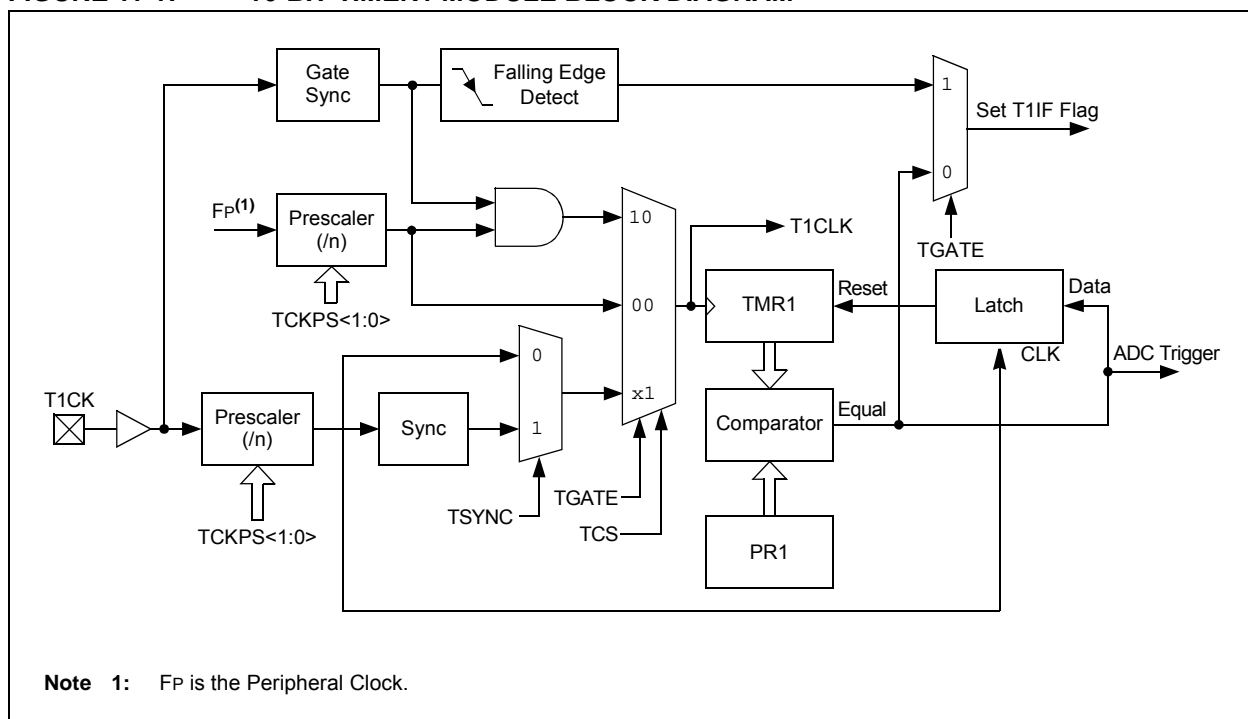 Gate
Sync
Falling Edge
Detect
1
Set T1IF Flag
0
TGATE
FP(1)
Prescaler
(/n)
TCKPS<1:0>
10
00
x1
T1CLK
TMR1
Reset
Latch
Data
CLK
ADC Trigger
0
1
T1CK
Prescaler
(/n)
TCKPS<1:0>
Sync
TSYNC
TGATE
TCS
Comparator
Equal
PR1
Note 1: FP is the Peripheral Clock.